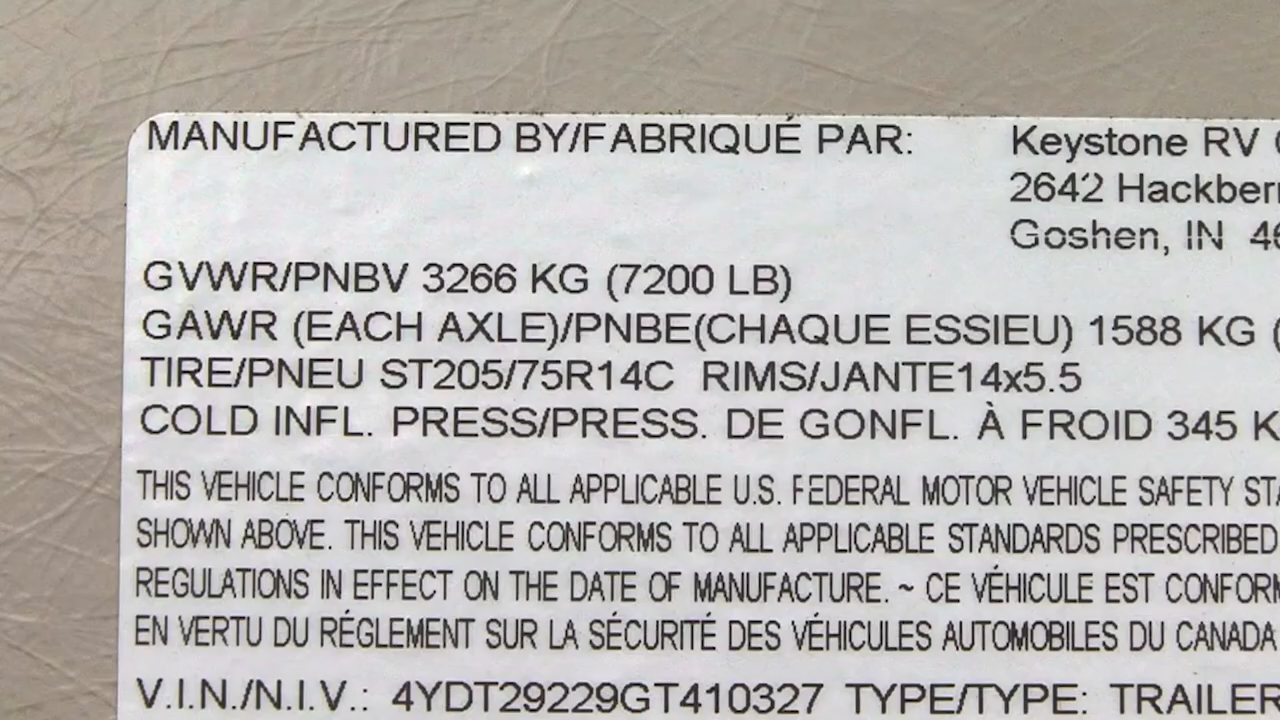 MANUFACTURED BY/FABRIQUÉ PAR: Keystone RV
2642 Hackber
Goshen, IN 46
GVWR/PNBV 3266 KG (7200 LB)
GAWR (EACH AXLE)/PNBE(CHAQUE ESSIEU) 1588 KG (
TIRE/PNEU ST205/75R14C RIMS/JANTE14x5.5
COLD INFL. PRESS/PRESS. DE GONFL. À FROID 345 K
THIS VEHICLE CONFORMS TO ALL APPLICABLE U.S. FEDERAL MOTOR VEHICLE SAFETY STA
SHOWN ABOVE. THIS VEHICLE CONFORMS TO ALL APPLICABLE STANDARDS PRESCRIBED
REGULATIONS IN EFFECT ON THE DATE OF MANUFACTURE. ~ CE VÉHICULE EST CONFORM
EN VERTU DU RÉGLEMENT SUR LA SÉCURITÉ DES VÉHICULES AUTOMOBILES DU CANADA
V.I.N./N.I.V.: 4YDT29229GT410327 TYPE/TYPE: TRAILER